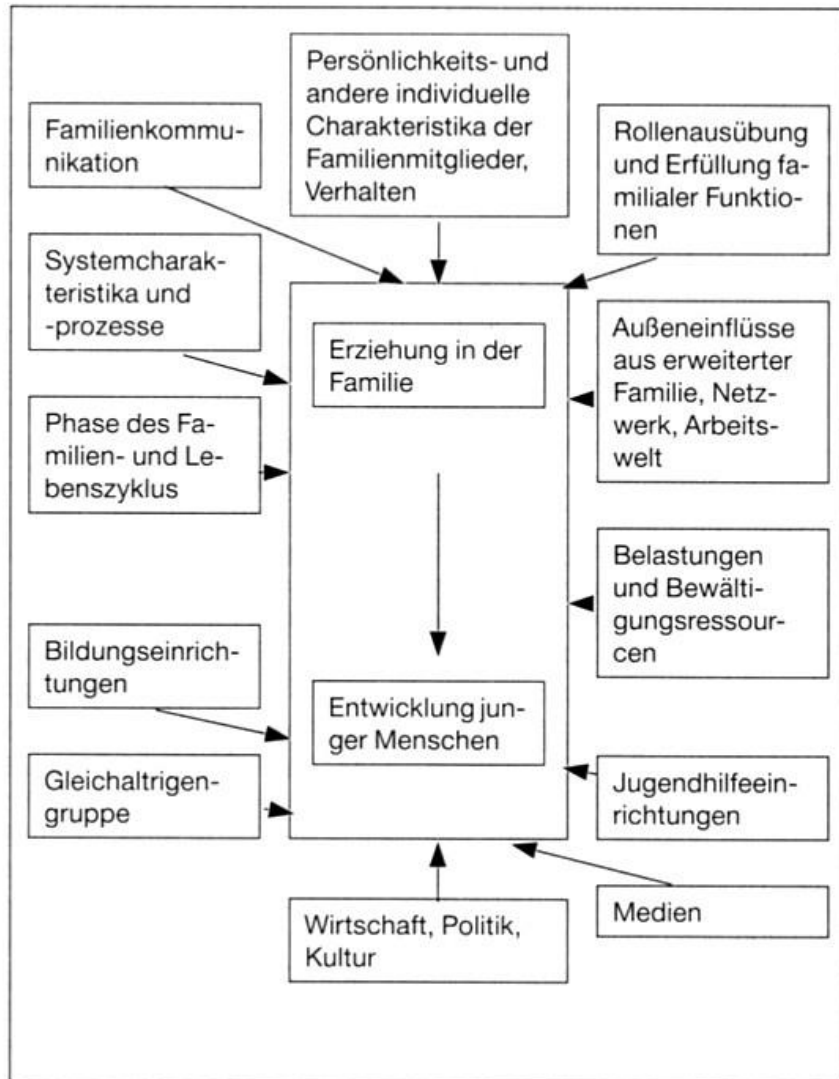 Persönlichkeits- und
andere individuelle
Charakteristika der
Familienmitglieder,
Verhalten
Familienkommu-
nikation
Rollenausübung
und Erfüllung fa-
milialer Funktio-
nen
Systemcharak-
teristika und
-prozesse
Erziehung in der
Familie
Außeneinflüsse
aus erweiterter
Familie, Netz-
werk, Arbeits-
welt
Phase des Fa-
milien- und Le-
benszyklus
Belastungen
und Bewälti-
gungsressour-
cen
Bildungseinrich-
tungen
Entwicklung jun-
ger Menschen
Gleichaltrigen-
gruppe
Jugendhilfeein-
richtungen
Wirtschaft, Politik,
Kultur
Medien